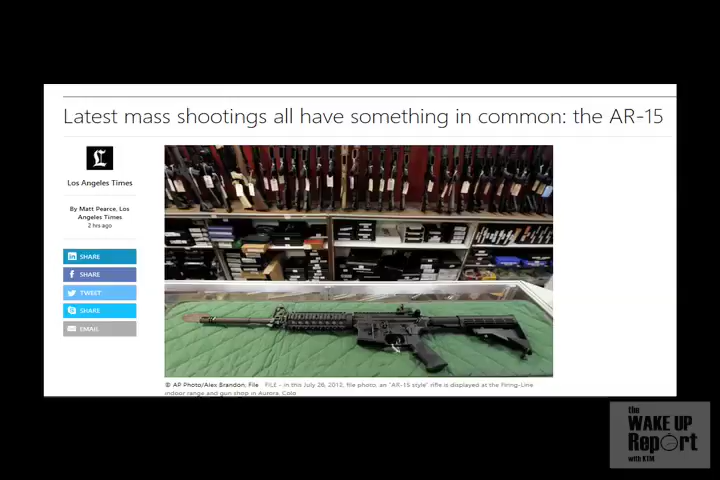 Latest mass shootings all have something in common: the AR-15
Los Angeles Times
By Matt Pearce, Los
Angeles Times
2 hrs ago
SHARE
SHARE
TWEET
SHARE
EMAIL
© AP Photo/Alex Brandon, File FILE - in this July 26, 2012, file photo, an "AR-15 style" rifle is displayed at the Firing-Line
indoor range and gun shop in Aurora, Colo
the
WAKE UP
Report
with KTM